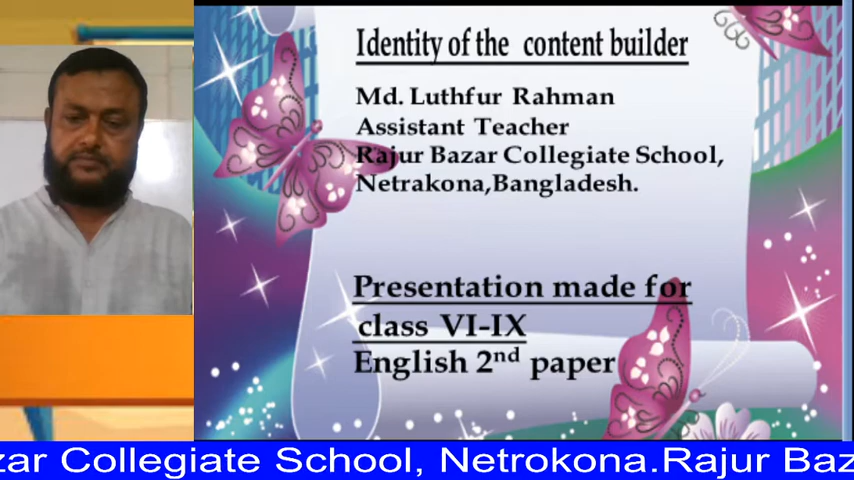 Identity of the content builder
Md. Luthfur Rahman
Assistant Teacher
Rajur Bazar Collegiate School,
Netrakona,Bangladesh.
Presentation made for
class VI-IX
English 2nd paper
zar Collegiate School, Netrokona.Rajur Baz